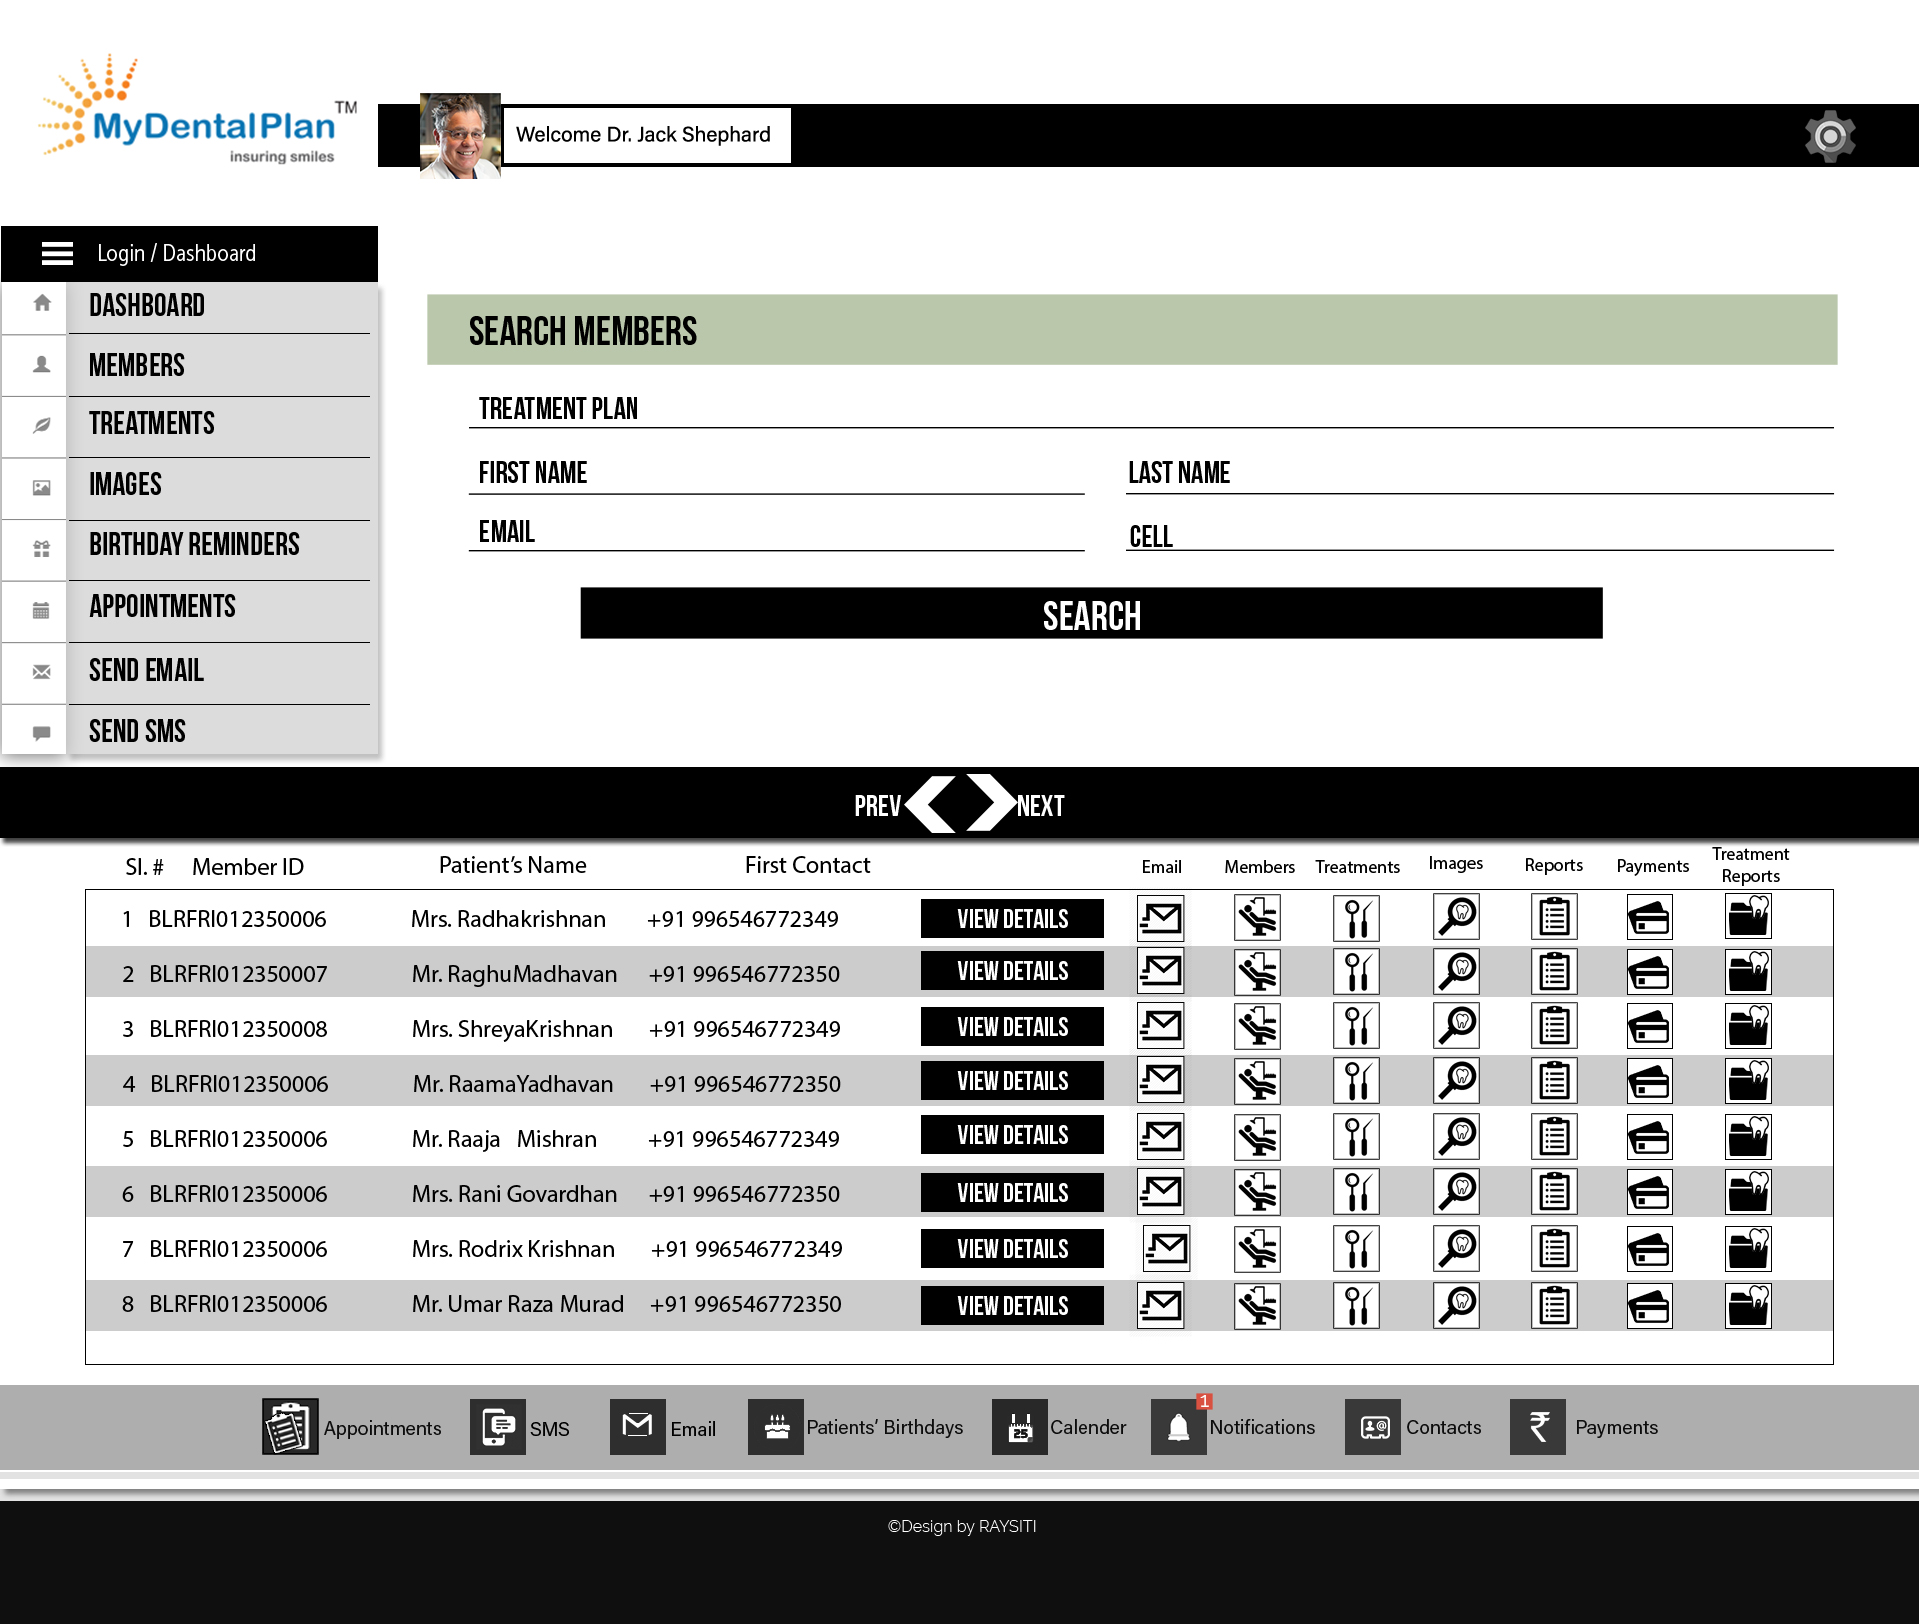 MyDentalPlan TM
insuring smiles
Welcome Dr. Jack Shephard
Login / Dashboard
DASHBOARD
MEMBERS
TREATMENTS
IMAGES
BIRTHDAY REMINDERS
APPOINTMENTS
SEND EMAIL
SEND SMS
SEARCH MEMBERS
TREATMENT PLAN
FIRST NAME LAST NAME
EMAIL CELL
SEARCH
PREV NEXT
Sl. # Member ID Patient's Name First Contact Email Members Treatments Images Reports Payments Treatment Reports
1 BLRFRI012350006 Mrs. Radhakrishnan +91 996546772349 VIEW DETAILS
2 BLRFRI012350007 Mr. RaghuMadhavan +91 996546772350 VIEW DETAILS
3 BLRFRI012350008 Mrs. ShreyaKrishnan +91 996546772349 VIEW DETAILS
4 BLRFRI012350006 Mr. RaamaYadhavan +91 996546772350 VIEW DETAILS
5 BLRFRI012350006 Mr. Raaja Mishran +91 996546772349 VIEW DETAILS
6 BLRFRI012350006 Mrs. Rani Govardhan +91 996546772350 VIEW DETAILS
7 BLRFRI012350006 Mrs. Rodrix Krishnan +91 996546772349 VIEW DETAILS
8 BLRFRI012350006 Mr. Umar Raza Murad +91 996546772350 VIEW DETAILS
Appointments SMS Email Patients' Birthdays 25 Calender 1 Notifications Contacts ₹ Payments
©Design by RAYSITI